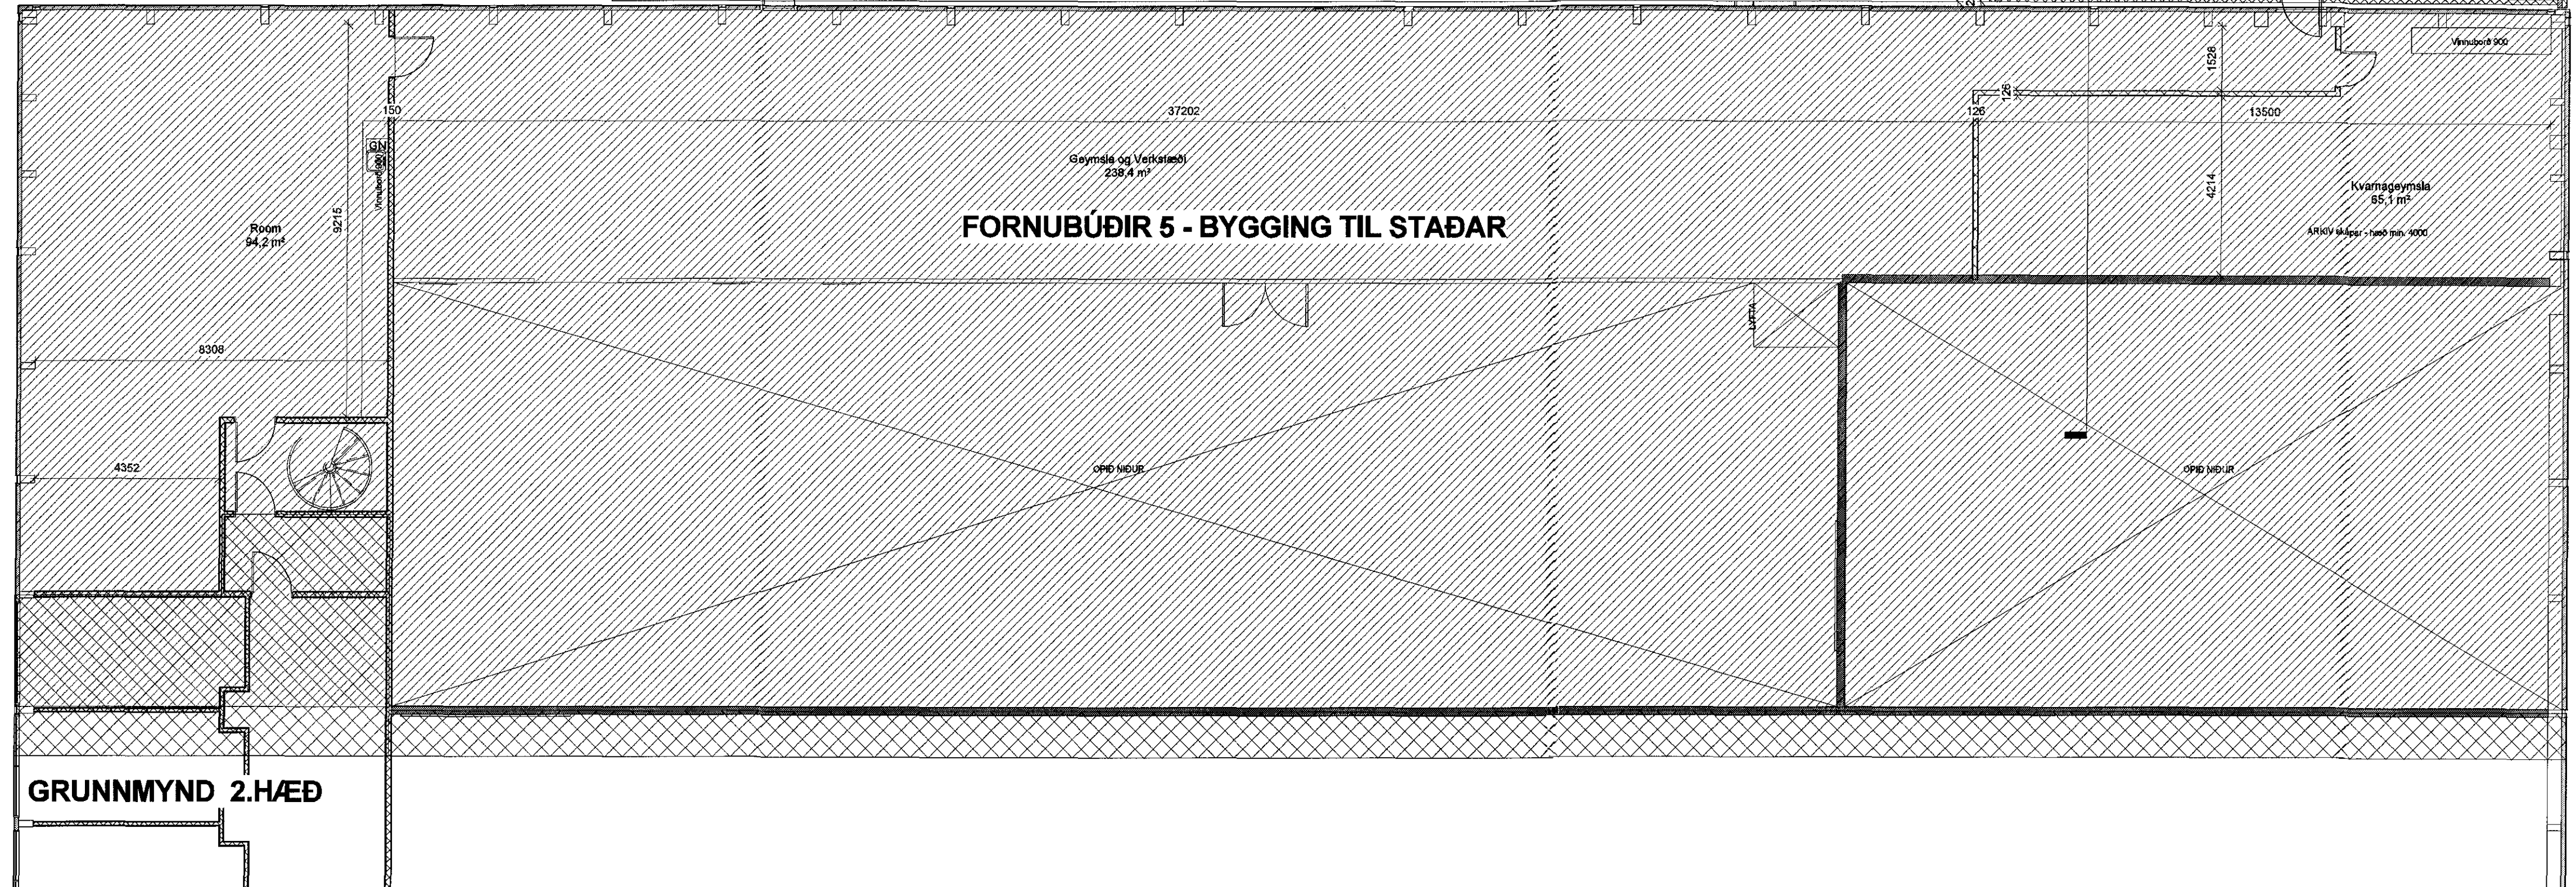 Vinnuborð 900
1528
126
150
37202
126
13500
GN
Vinnuborð 900
Geymsla og Verkstæði
238,4 m²
4214
Kvarnageymsla
65,1 m²
9215
Room
94,2 m²
FORNUBÚÐIR 5 - BYGGING TIL STAÐAR
ARKIV skápar - hæð min. 4000
LYFTA
8308
4352
OPIÐ NIÐUR
OPIÐ NIÐUR
GRUNNMYND 2.HÆÐ